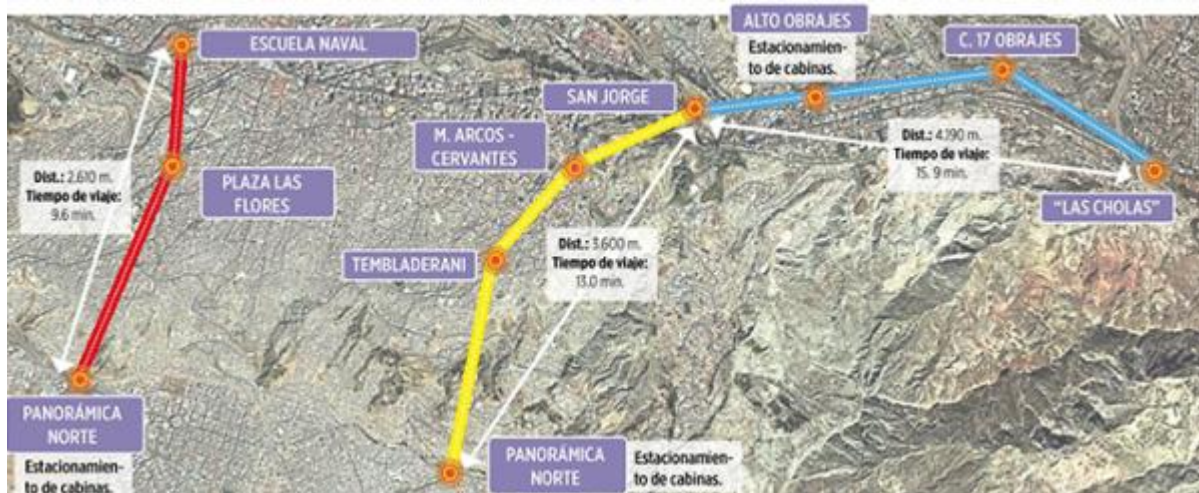 ESCUELA NAVAL
ALTO OBRAJES
Estacionamien-
to de cabinas.
C. 17 OBRAJES
SAN JORGE
M. ARCOS -
CERVANTES
Dist.: 2.610 m.
Tiempo de viaje:
9.6 min.
PLAZA LAS
FLORES
Dist.: 4.190 m.
Tiempo de viaje:
15. 9 min.
"LAS CHOLAS"
TEMBLADERANI
Dist.: 3.600 m.
Tiempo de viaje:
13.0 min.
PANORÁMICA
NORTE
Estacionamien-
to de cabinas.
PANORÁMICA
NORTE
Estacionamien-
to de cabinas.